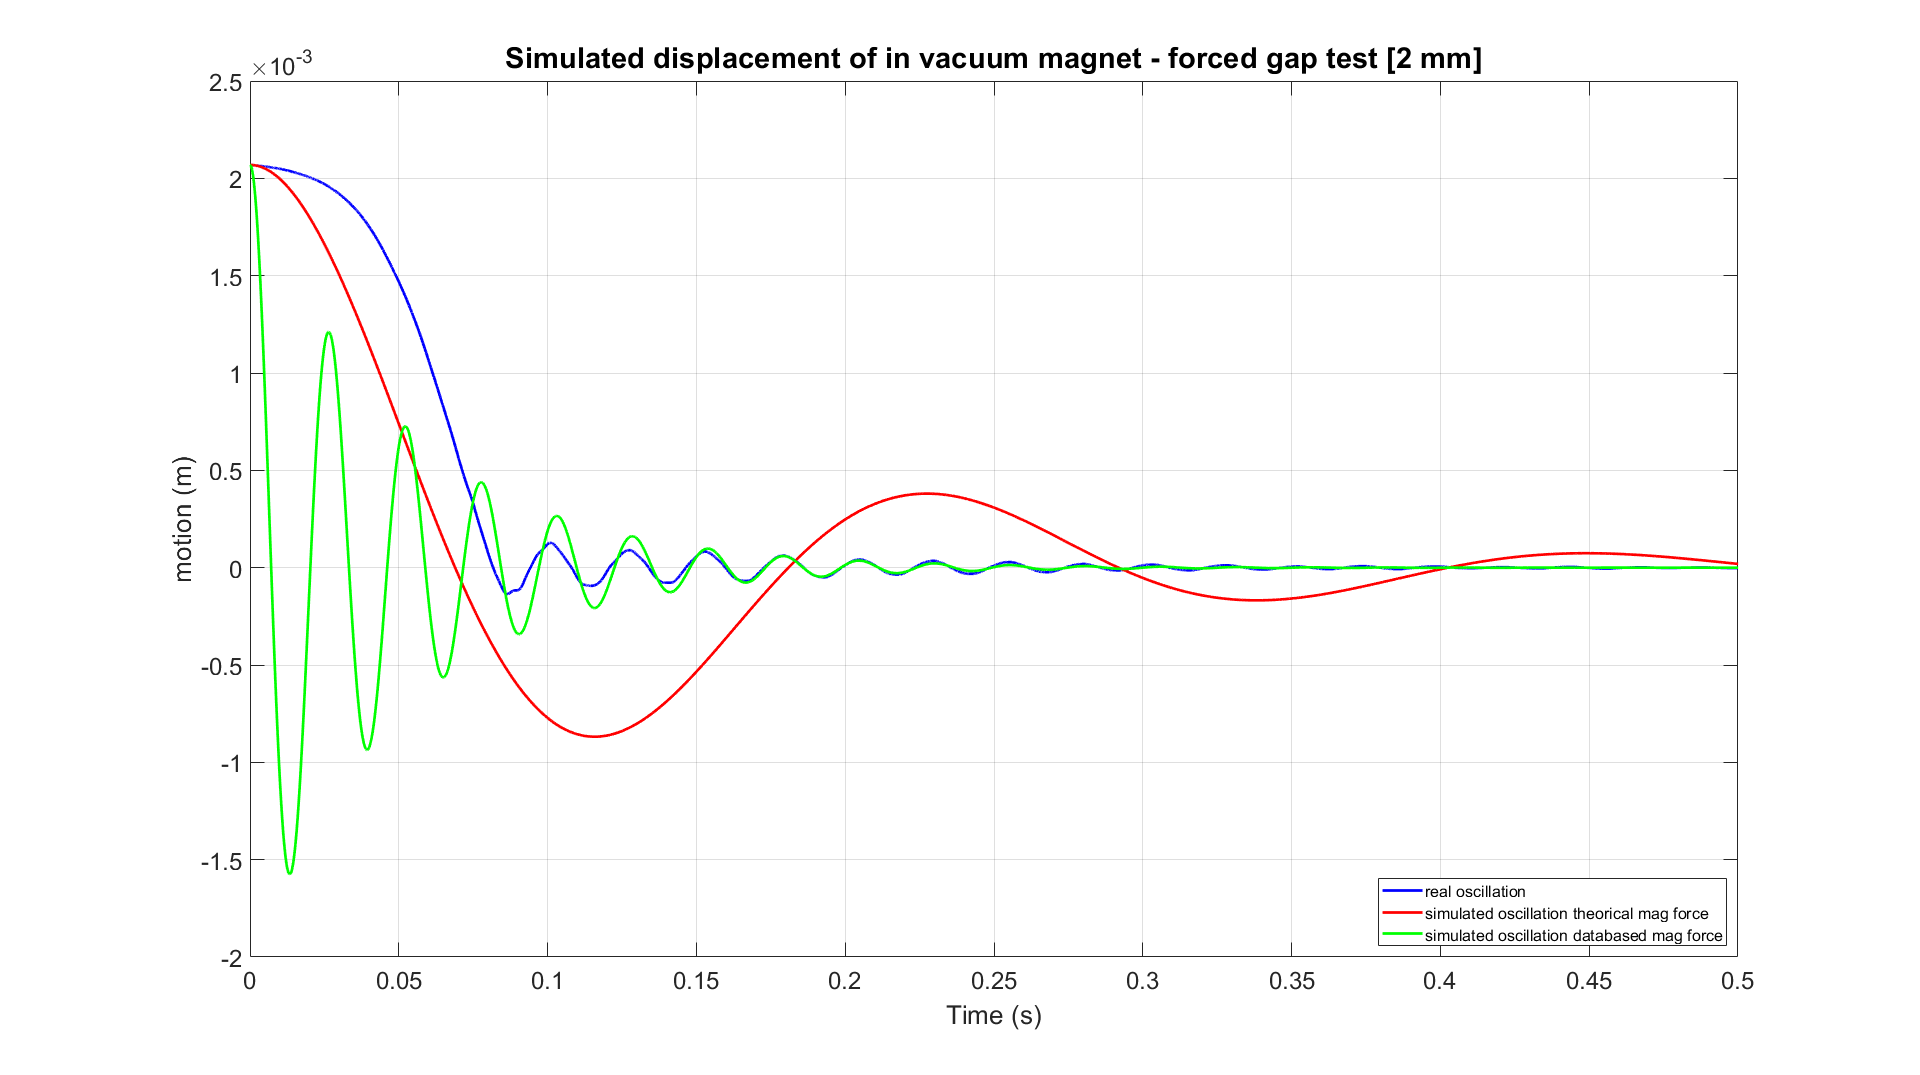 Simulated displacement of in vacuum magnet - forced gap test [2 mm]
×10-3
2.5
2
1.5
1
0.5
0
-0.5
-1
-1.5
-2
motion (m)
0 0.05 0.1 0.15 0.2 0.25 0.3 0.35 0.4 0.45 0.5
Time (s)
real oscillation
simulated oscillation theorical mag force
simulated oscillation databased mag force